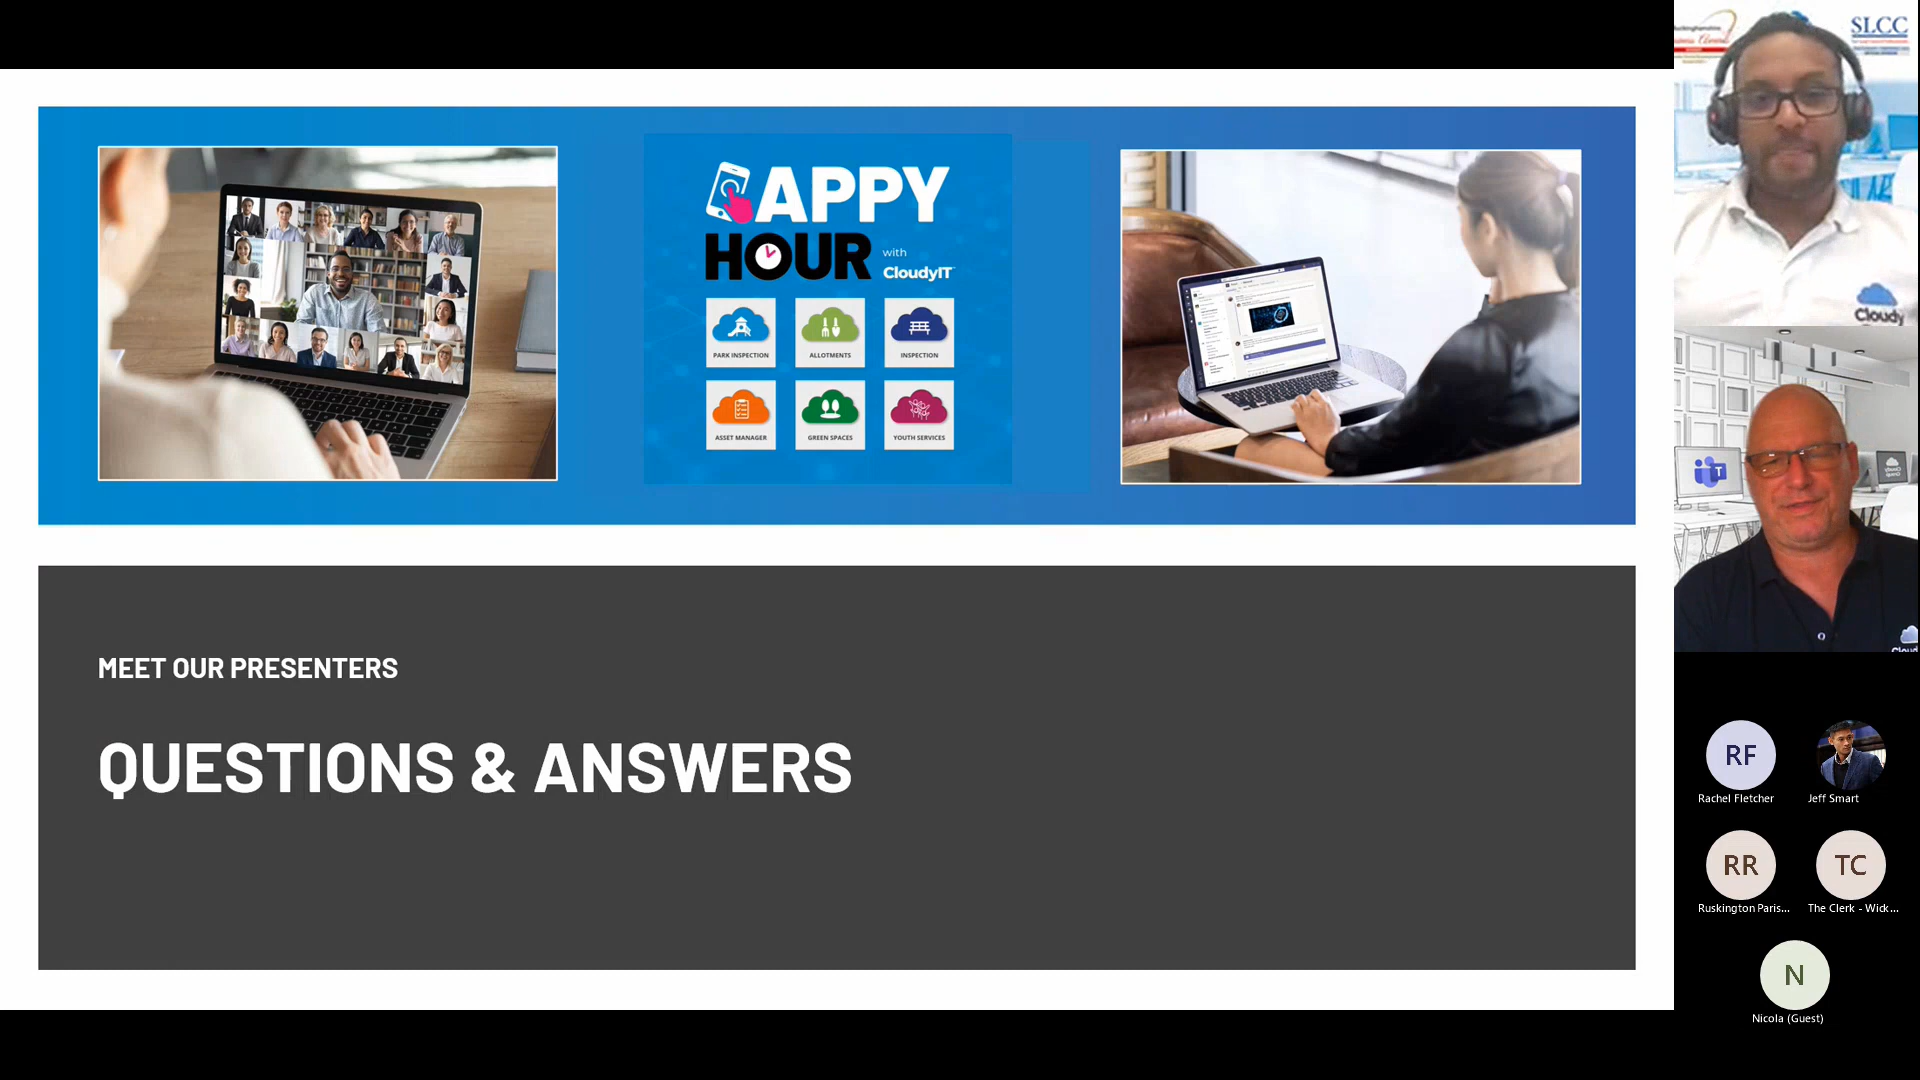 APPY
HOUR with
CloudyIT
PARK INSPECTION
ALLOTMENTS
INSPECTION
ASSET MANAGER
GREEN SPACES
YOUTH SERVICES
MEET OUR PRESENTERS
QUESTIONS & ANSWERS
SLCC
Cloudy
T
RF
Rachel Fletcher
Jeff Smart
RR
Ruskington Paris...
TC
The Clerk - Wick...
N
Nicola (Guest)